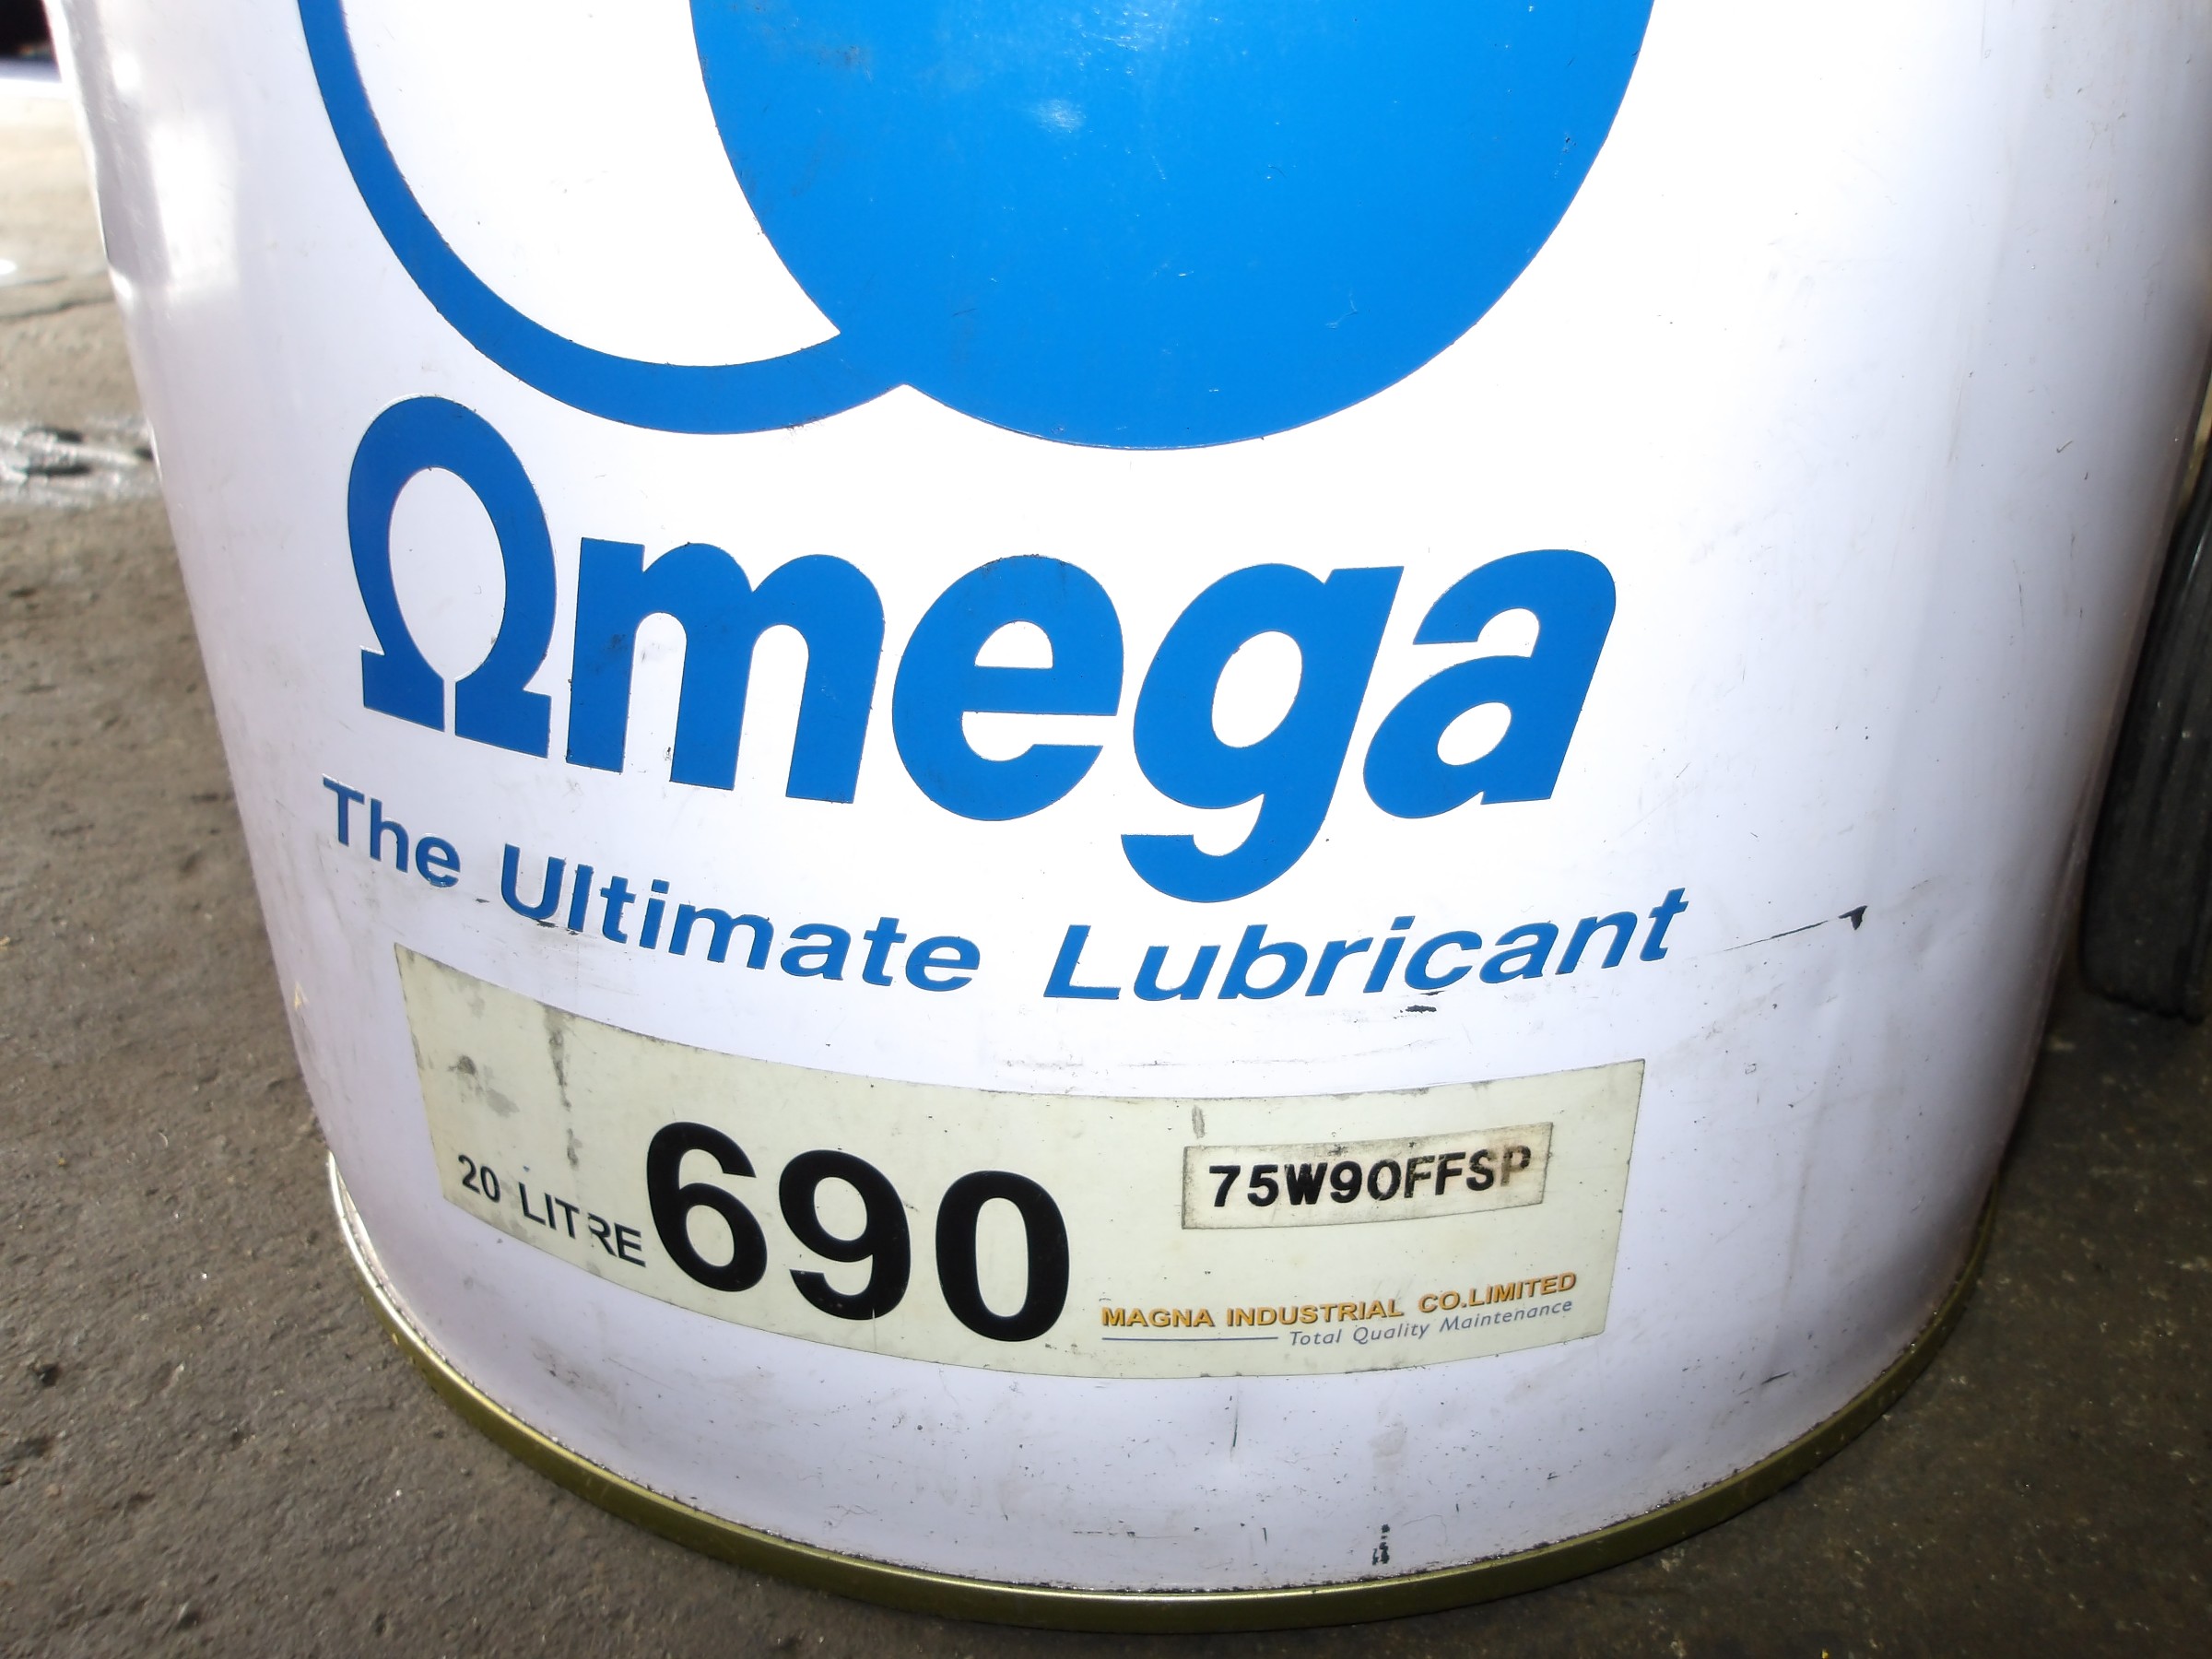 Ωmega
The Ultimate Lubricant
20 LITRE 690 75W90FFSP
MAGNA INDUSTRIAL CO.LIMITED
Total Quality Maintenance